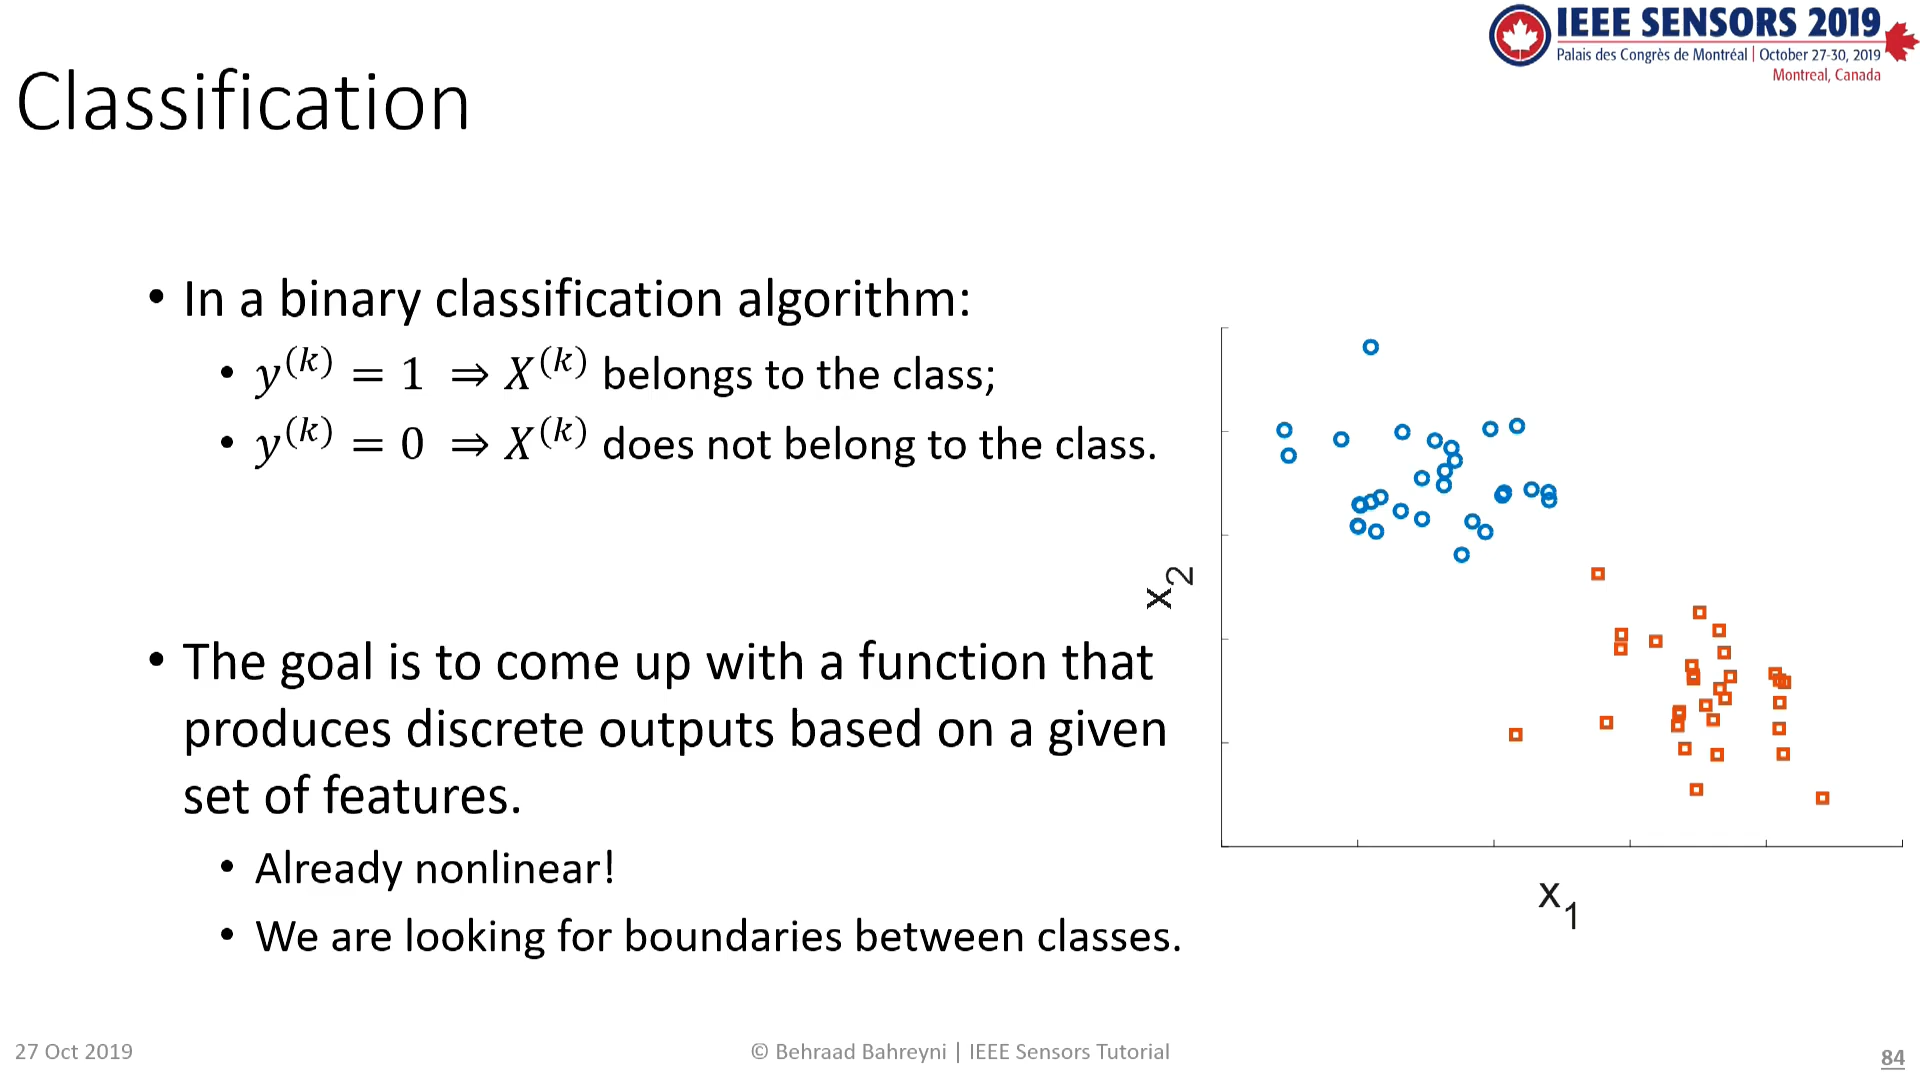 IEEE SENSORS 2019
Palais des Congrès de Montréal | October 27-30, 2019
Montreal, Canada
Classification
• In a binary classification algorithm:
• y^(k) = 1 ⇒ X^(k) belongs to the class;
• y^(k) = 0 ⇒ X^(k) does not belong to the class.
• The goal is to come up with a function that
produces discrete outputs based on a given
set of features.
• Already nonlinear!
• We are looking for boundaries between classes.
x_2
x_1
27 Oct 2019
© Behraad Bahreyni | IEEE Sensors Tutorial
84